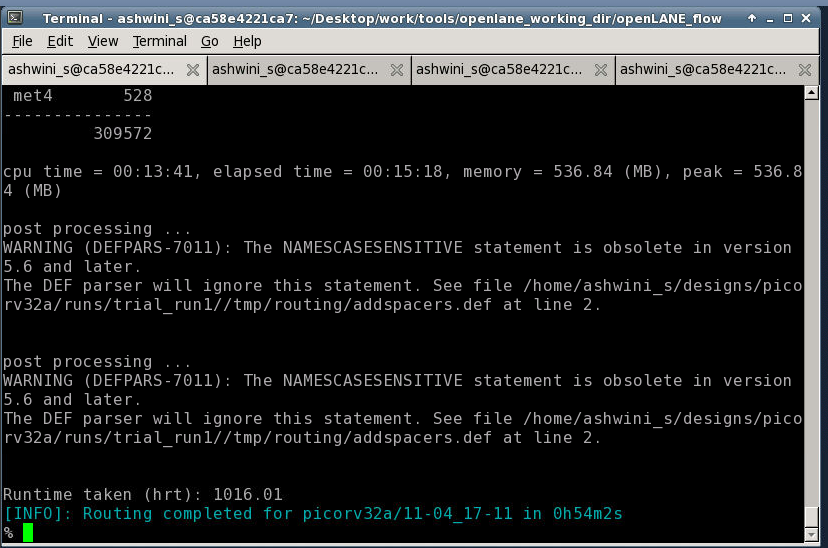 Terminal - ashwini_s@ca58e4221ca7: ~/Desktop/work/tools/openlane_working_dir/openLANE_flow
File Edit View Terminal Go Help
ashwini_s@ca58e4221c... ashwini_s@ca58e4221c... ashwini_s@ca58e4221c... ashwini_s@ca58e4221c...
met4 528
---------------
309572
cpu time = 00:13:41, elapsed time = 00:15:18, memory = 536.84 (MB), peak = 536.8
4 (MB)
post processing ...
WARNING (DEFPARS-7011): The NAMESCASESENSITIVE statement is obsolete in version
5.6 and later.
The DEF parser will ignore this statement. See file /home/ashwini_s/designs/pico
rv32a/runs/trial_run1//tmp/routing/addspacers.def at line 2.
post processing ...
WARNING (DEFPARS-7011): The NAMESCASESENSITIVE statement is obsolete in version
5.6 and later.
The DEF parser will ignore this statement. See file /home/ashwini_s/designs/pico
rv32a/runs/trial_run1//tmp/routing/addspacers.def at line 2.
Runtime taken (hrt): 1016.01
[INFO]: Routing completed for picorv32a/11-04_17-11 in 0h54m2s
%